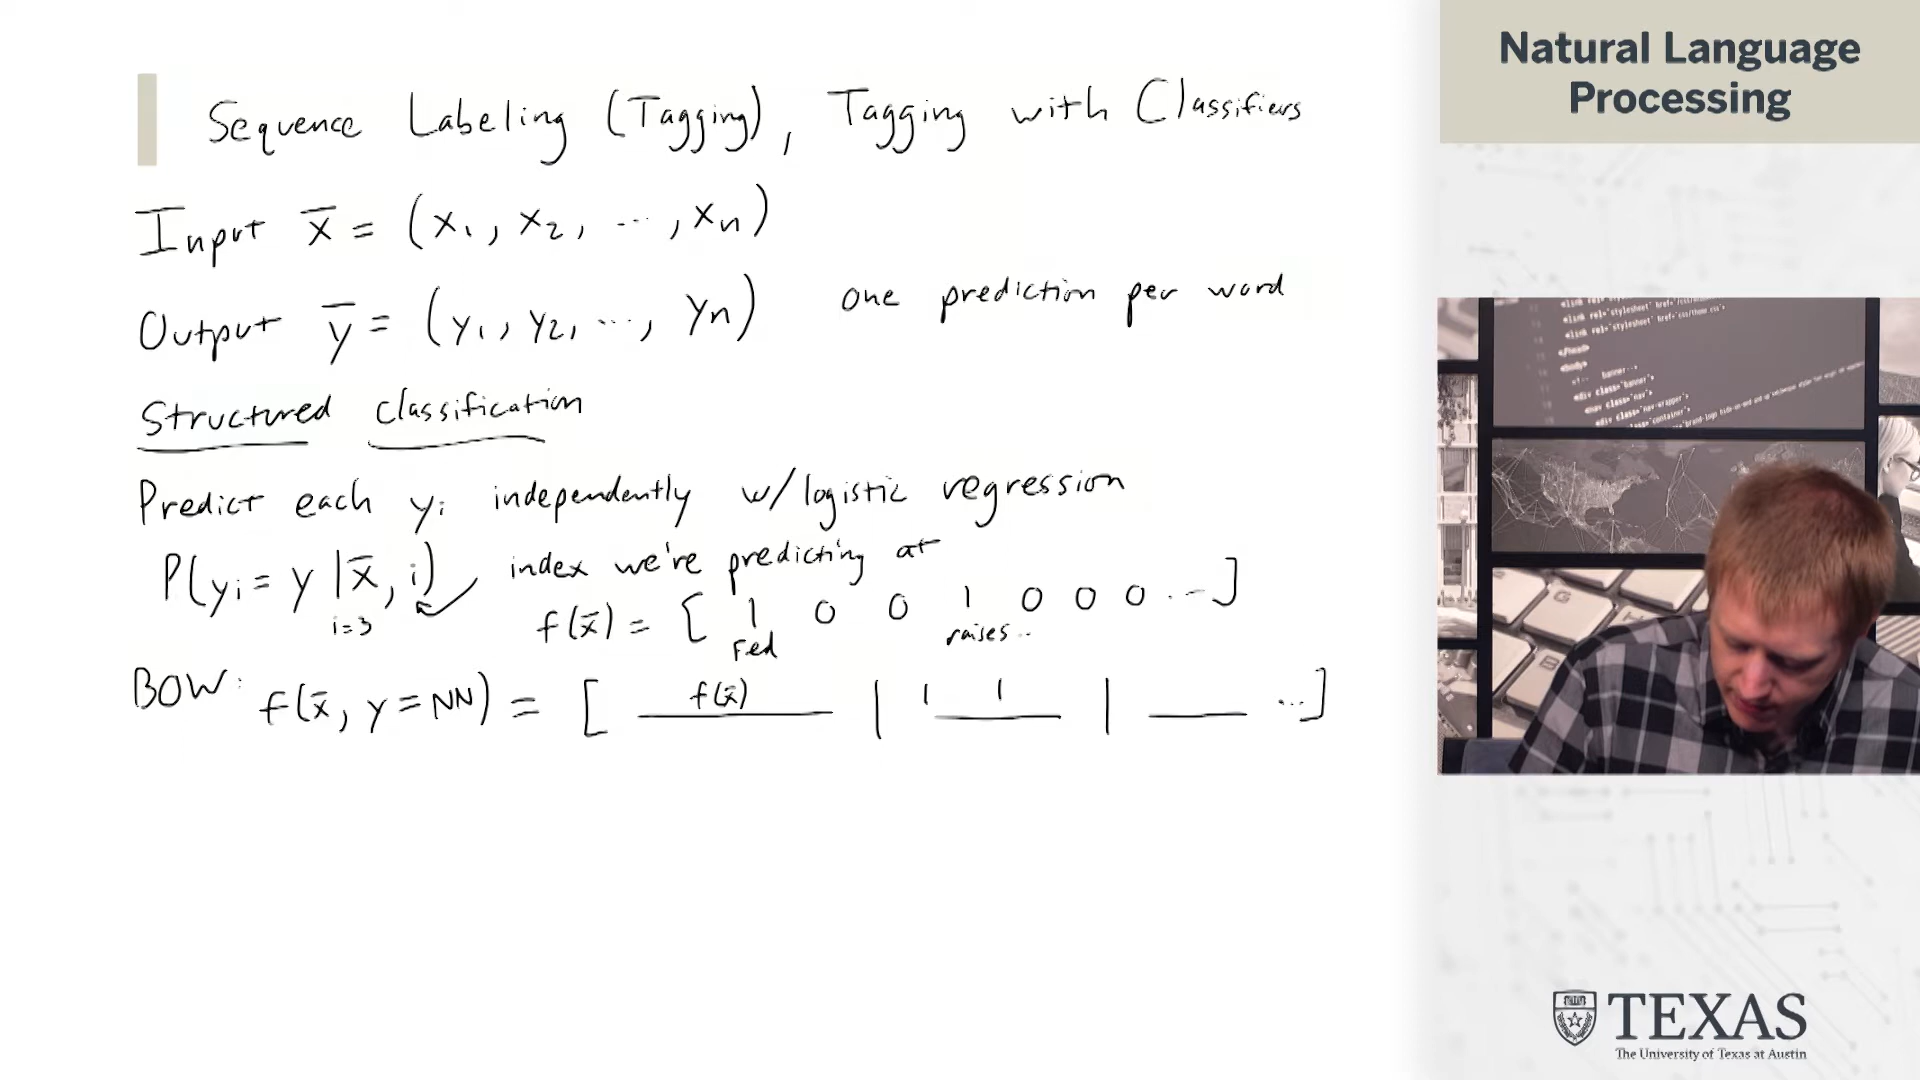 Natural Language
Processing
Sequence Labeling (Tagging), Tagging with Classifiers
Input x̄ = (x₁, x₂, ..., xₙ)
Output ȳ = (y₁, y₂, ..., yₙ) one prediction per word
Structured classification
Predict each yᵢ independently w/ logistic regression
P(yᵢ = y | x̄, i) index we're predicting at
i=3
f(x̄) = [ 1 0 0 1 0 0 0 ... ]
Fed raises..
BOW: f(x̄, y=NN) = [ f(x̄) | 1 1 | ...]
TEXAS
The University of Texas at Austin